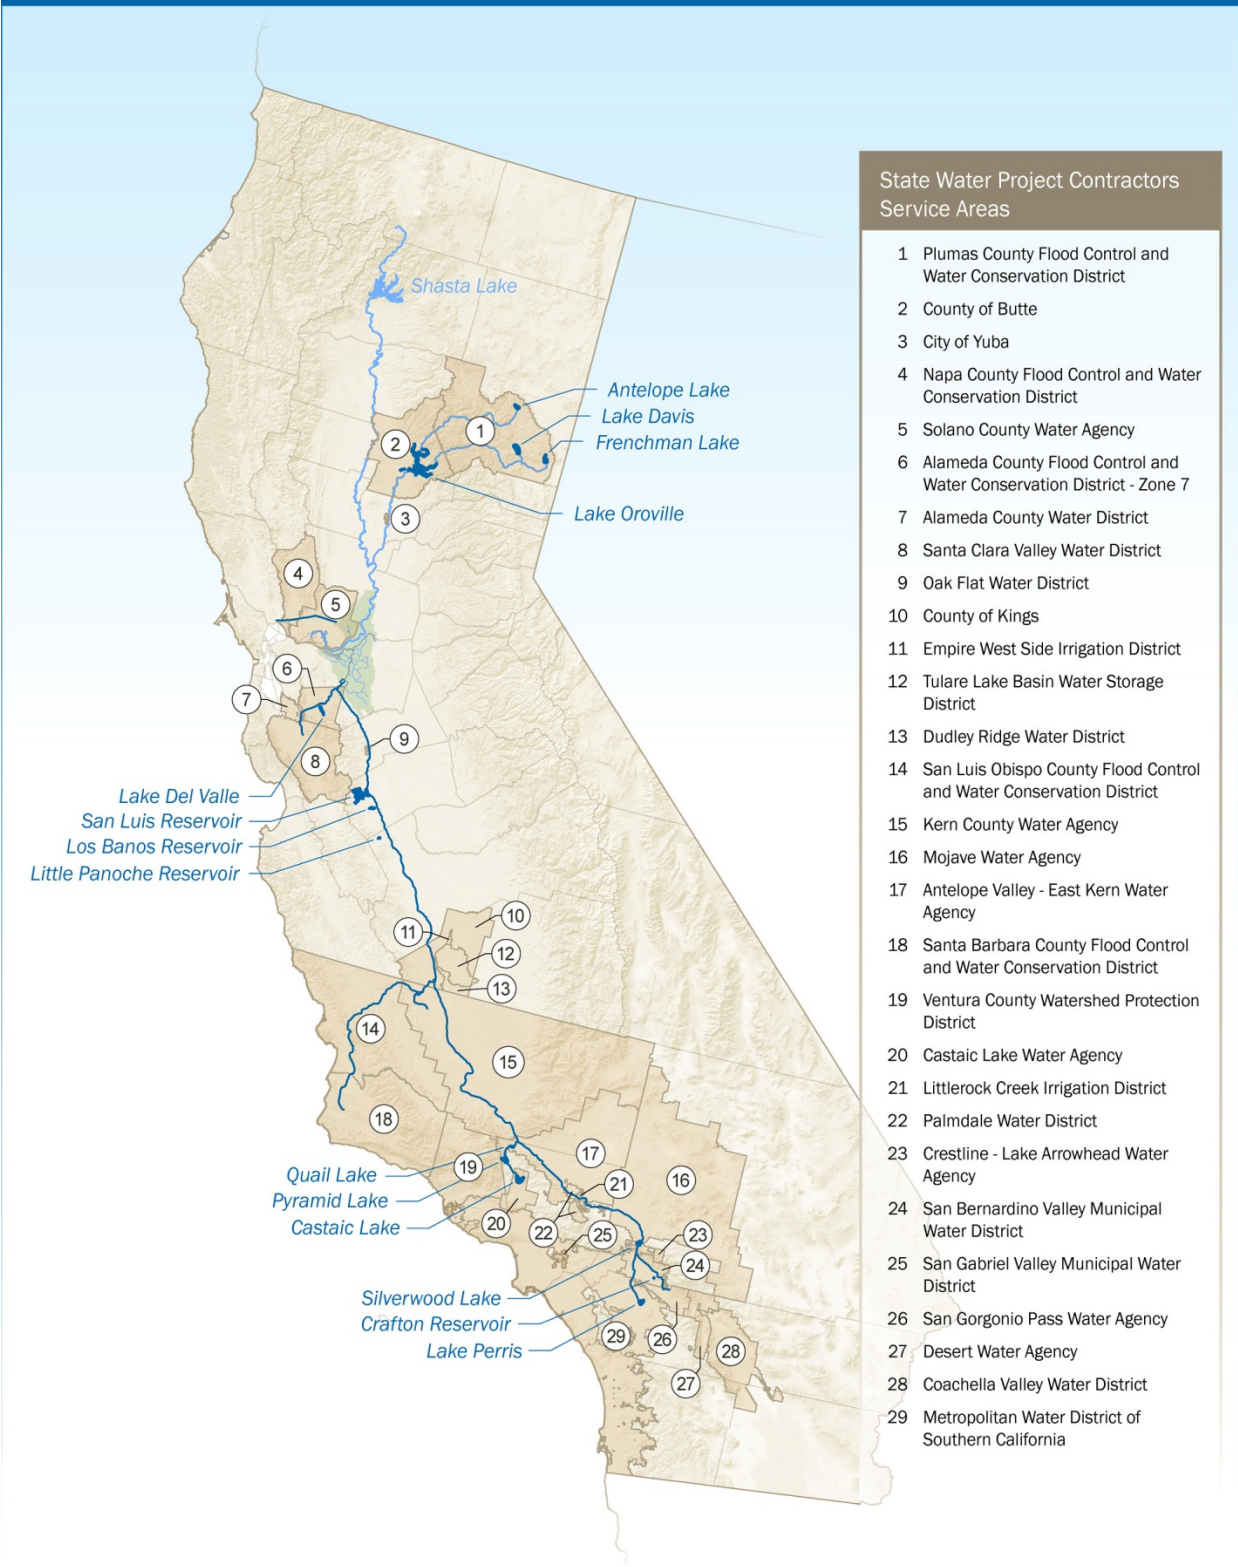 State Water Project Contractors
Service Areas
1 Plumas County Flood Control and
Water Conservation District
2 County of Butte
3 City of Yuba
4 Napa County Flood Control and Water
Conservation District
5 Solano County Water Agency
6 Alameda County Flood Control and
Water Conservation District - Zone 7
7 Alameda County Water District
8 Santa Clara Valley Water District
9 Oak Flat Water District
10 County of Kings
11 Empire West Side Irrigation District
12 Tulare Lake Basin Water Storage
District
13 Dudley Ridge Water District
14 San Luis Obispo County Flood Control
and Water Conservation District
15 Kern County Water Agency
16 Mojave Water Agency
17 Antelope Valley - East Kern Water
Agency
18 Santa Barbara County Flood Control
and Water Conservation District
19 Ventura County Watershed Protection
District
20 Castaic Lake Water Agency
21 Littlerock Creek Irrigation District
22 Palmdale Water District
23 Crestline - Lake Arrowhead Water
Agency
24 San Bernardino Valley Municipal
Water District
25 San Gabriel Valley Municipal Water
District
26 San Gorgonio Pass Water Agency
27 Desert Water Agency
28 Coachella Valley Water District
29 Metropolitan Water District of
Southern California
Shasta Lake
Antelope Lake
Lake Davis
Frenchman Lake
1
2
Lake Oroville
3
4
5
6
7
8
9
Lake Del Valle
San Luis Reservoir
Los Banos Reservoir
Little Panoche Reservoir
10
11
12
13
14
15
18
17
19
16
21
Quail Lake
Pyramid Lake
Castaic Lake
20
22
25
23
24
Silverwood Lake
Crafton Reservoir
Lake Perris
29
26
28
27